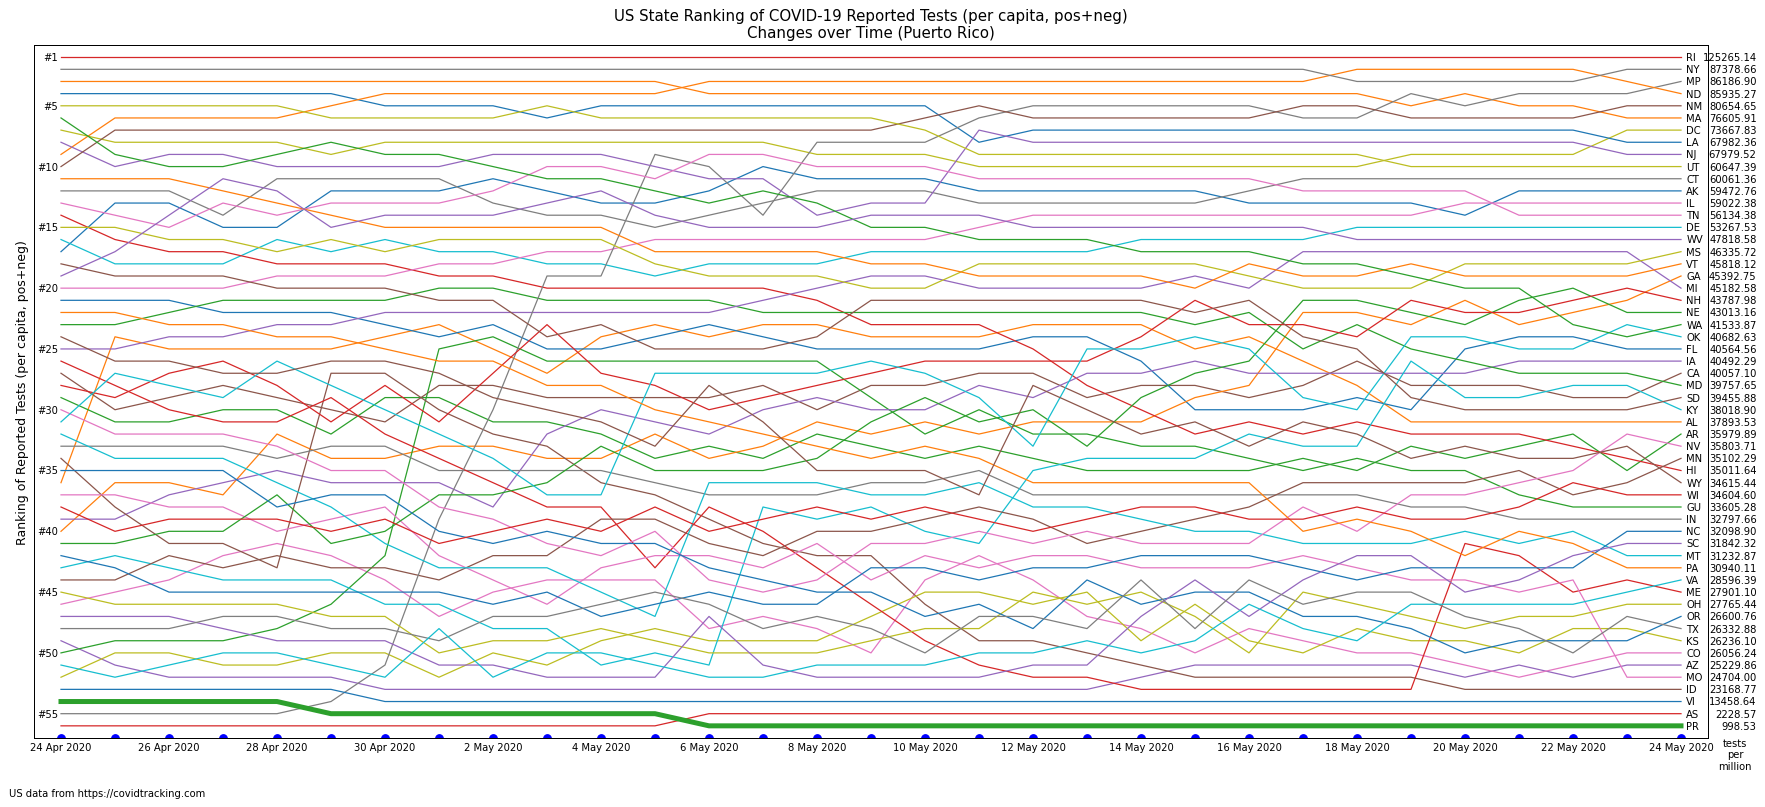 US State Ranking of COVID-19 Reported Tests (per capita, pos+neg)
Changes over Time (Puerto Rico)
Ranking of Reported Tests (per capita, pos+neg)
#1
#5
#10
#15
#20
#25
#30
#35
#40
#45
#50
#55
RI 125265.14
NY 87378.66
MP 86186.90
ND 85935.27
NM 80654.65
MA 76605.91
DC 73667.83
LA 67982.36
NJ 67979.52
UT 60647.39
CT 60061.36
AK 59472.76
IL 59022.38
TN 56134.38
DE 53267.53
WV 47818.58
MS 46335.72
VT 45818.12
GA 45392.75
MI 45182.58
NH 43787.98
NE 43013.16
WA 41533.87
OK 40682.63
FL 40564.56
IA 40492.29
CA 40057.10
MD 39757.65
SD 39455.88
KY 38018.90
AL 37893.53
AR 35979.89
NV 35803.71
MN 35102.29
HI 35011.64
WY 34615.44
WI 34604.60
GU 33605.28
IN 32797.66
NC 32098.90
SC 31842.32
MT 31232.87
PA 30940.11
VA 28596.39
ME 27901.10
OH 27765.44
OR 26600.76
TX 26332.88
KS 26236.10
CO 26056.24
AZ 25229.86
MO 24704.00
ID 23168.77
VI 13458.64
AS 2228.57
PR 998.53
24 Apr 2020 26 Apr 2020 28 Apr 2020 30 Apr 2020 2 May 2020 4 May 2020 6 May 2020 8 May 2020 10 May 2020 12 May 2020 14 May 2020 16 May 2020 18 May 2020 20 May 2020 22 May 2020 24 May 2020
tests
per
million
US data from https://covidtracking.com